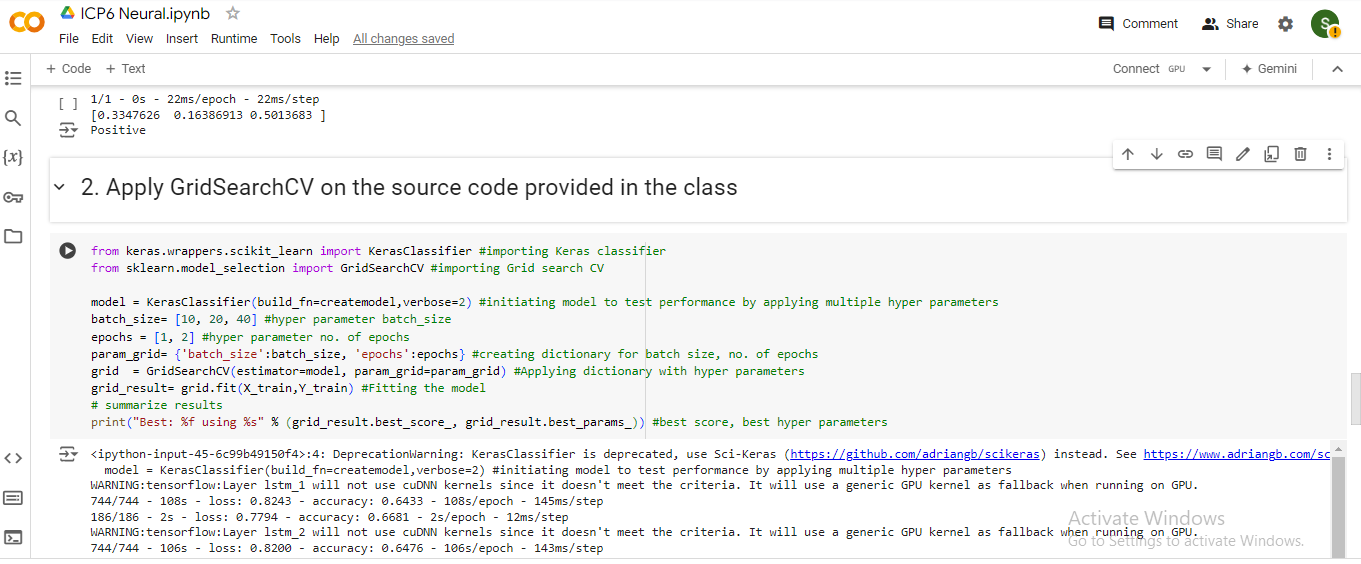 ICP6 Neural.ipynb
File Edit View Insert Runtime Tools Help All changes saved
Comment Share S
+ Code + Text Connect GPU Gemini
[ ] 1/1 - 0s - 22ms/epoch - 22ms/step
[0.3347626 0.16386913 0.5013683 ]
Positive
2. Apply GridSearchCV on the source code provided in the class
{x}
from keras.wrappers.scikit_learn import KerasClassifier #importing Keras classifier
from sklearn.model_selection import GridSearchCV #importing Grid search CV
model = KerasClassifier(build_fn=createmodel,verbose=2) #initiating model to test performance by applying multiple hyper parameters
batch_size= [10, 20, 40] #hyper parameter batch_size
epochs = [1, 2] #hyper parameter no. of epochs
param_grid= {'batch_size':batch_size, 'epochs':epochs} #creating dictionary for batch size, no. of epochs
grid  = GridSearchCV(estimator=model, param_grid=param_grid) #Applying dictionary with hyper parameters
grid_result= grid.fit(X_train,Y_train) #Fitting the model
# summarize results
print("Best: %f using %s" % (grid_result.best_score_, grid_result.best_params_)) #best score, best hyper parameters
<ipython-input-45-6c99b49150f4>:4: DeprecationWarning: KerasClassifier is deprecated, use Sci-Keras (https://github.com/adriangb/scikeras) instead. See https://www.adriangb.com/sc
model = KerasClassifier(build_fn=createmodel,verbose=2) #initiating model to test performance by applying multiple hyper parameters
WARNING:tensorflow:Layer lstm_1 will not use cuDNN kernels since it doesn't meet the criteria. It will use a generic GPU kernel as fallback when running on GPU.
744/744 - 108s - loss: 0.8243 - accuracy: 0.6433 - 108s/epoch - 145ms/step
186/186 - 2s - loss: 0.7794 - accuracy: 0.6681 - 2s/epoch - 12ms/step
WARNING:tensorflow:Layer lstm_2 will not use cuDNN kernels since it doesn't meet the criteria. It will use a generic GPU kernel as fallback when running on GPU.
744/744 - 106s - loss: 0.8200 - accuracy: 0.6476 - 106s/epoch - 143ms/step
Activate Windows
Go to Settings to activate Windows.